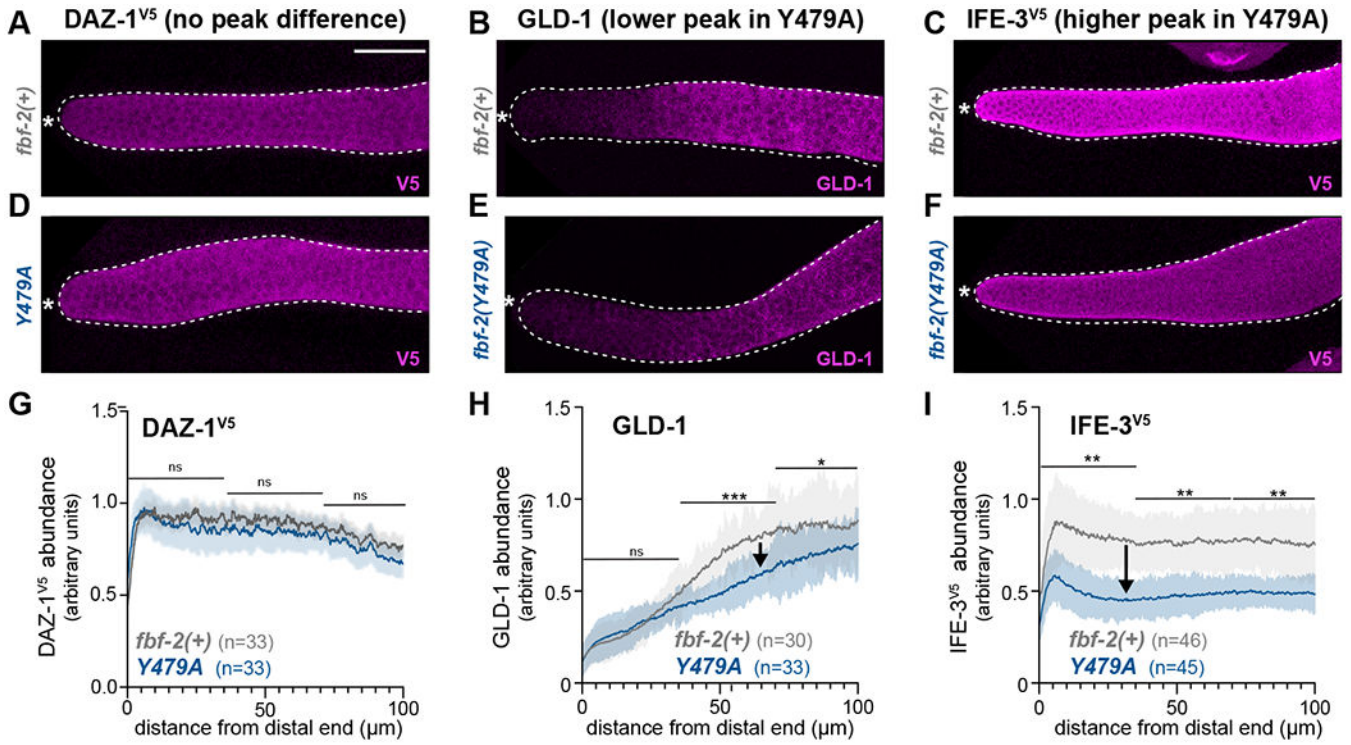 A DAZ-1V5 (no peak difference)
B GLD-1 (lower peak in Y479A)
C IFE-3V5 (higher peak in Y479A)
fbf-2(+)
*
V5
fbf-2(+)
*
GLD-1
fbf-2(+)
*
V5
D
Y479A
*
V5
E
fbf-2(Y479A)
*
GLD-1
F
fbf-2(Y479A)
*
V5
G
DAZ-1V5
DAZ-1V5 abundance
(arbitrary units)
1.5
1.0
0.5
0.0
ns
ns
ns
fbf-2(+) (n=33)
Y479A (n=33)
0 50 100
distance from distal end (µm)
H
GLD-1
GLD-1 abundance
(arbitrary units)
1.5
1.0
0.5
0
ns
***
*
fbf-2(+) (n=30)
Y479A (n=33)
0 50 100
distance from distal end (µm)
I
IFE-3V5
IFE-3V5 abundance
(arbitrary units)
1.5
1.0
0.5
0
**
**
**
fbf-2(+) (n=46)
Y479A (n=45)
0 50 100
distance from distal end (µm)